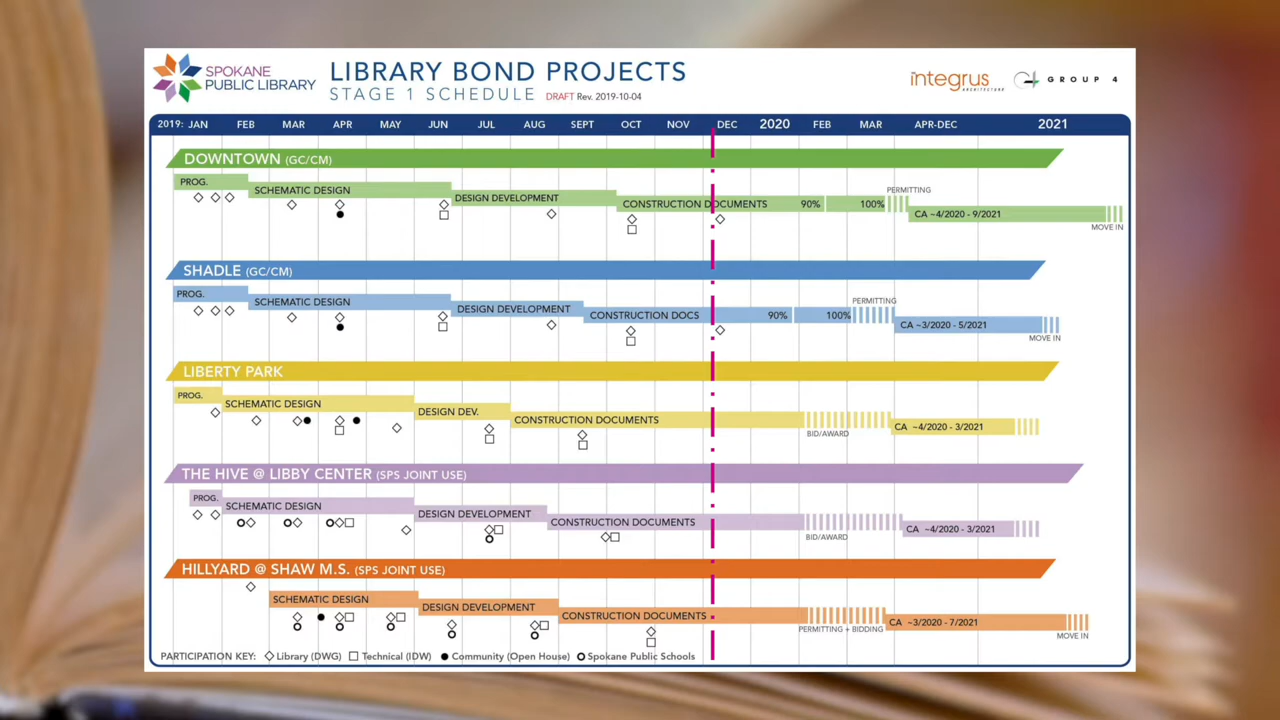 SPOKANE
PUBLIC LIBRARY
LIBRARY BOND PROJECTS
STAGE 1 SCHEDULE DRAFT Rev. 2019-10-04
integrus
ARCHITECTURE
GROUP 4
2019: JAN FEB MAR APR MAY JUN JUL AUG SEPT OCT NOV DEC 2020 FEB MAR APR-DEC 2021
DOWNTOWN (GC/CM)
PROG.
SCHEMATIC DESIGN
DESIGN DEVELOPMENT
CONSTRUCTION DOCUMENTS 90% 100%
PERMITTING
CA ~4/2020 - 9/2021
MOVE IN
SHADLE (GC/CM)
PROG.
SCHEMATIC DESIGN
DESIGN DEVELOPMENT
CONSTRUCTION DOCS 90% 100%
PERMITTING
CA ~3/2020 - 5/2021
MOVE IN
LIBERTY PARK
PROG.
SCHEMATIC DESIGN
DESIGN DEV.
CONSTRUCTION DOCUMENTS
BID/AWARD
CA ~4/2020 - 3/2021
THE HIVE @ LIBBY CENTER (SPS JOINT USE)
PROG.
SCHEMATIC DESIGN
DESIGN DEVELOPMENT
CONSTRUCTION DOCUMENTS
BID/AWARD
CA ~4/2020 - 3/2021
HILLYARD @ SHAW M.S. (SPS JOINT USE)
SCHEMATIC DESIGN
DESIGN DEVELOPMENT
CONSTRUCTION DOCUMENTS
PERMITTING + BIDDING
CA ~3/2020 - 7/2021
MOVE IN
PARTICIPATION KEY: Library (DWG) Technical (IDW) Community (Open House) Spokane Public Schools